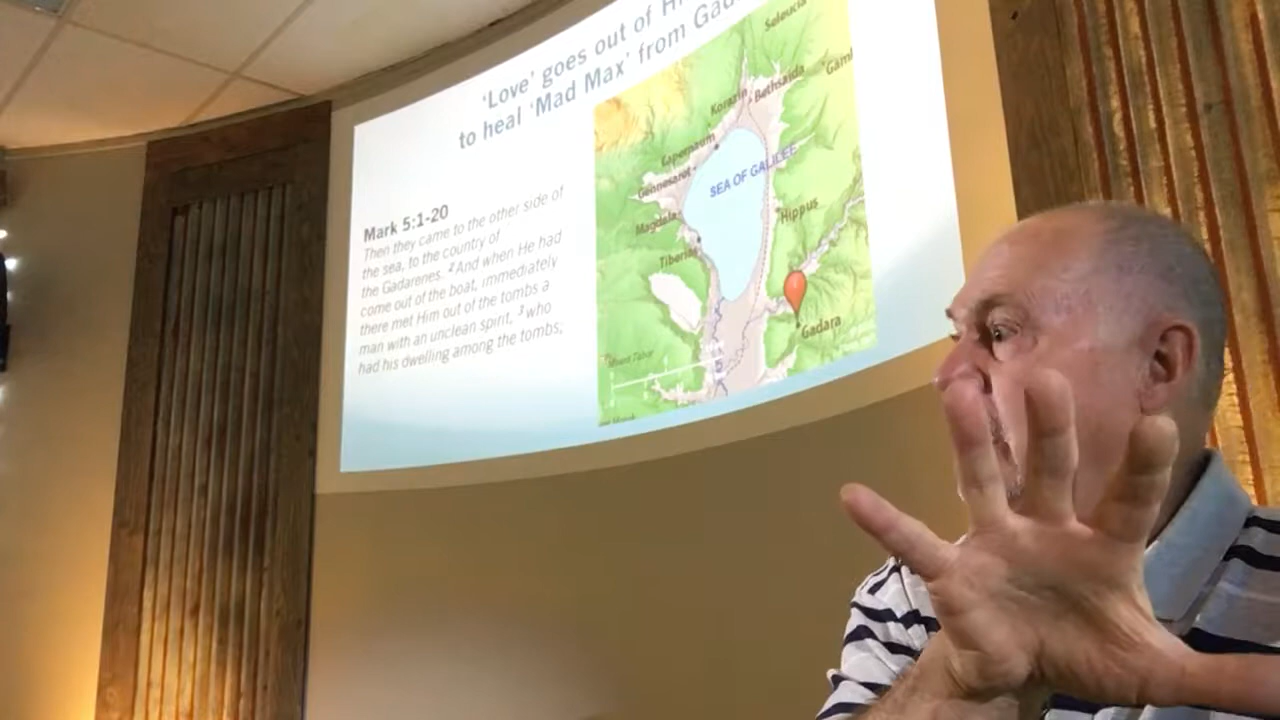 ‘Love’ goes out of
to heal ‘Mad Max’ from
Mark 5:1-20
Then they came to the other side of
the sea, to the country of
the Gadarenes. 2 And when He had
come out of the boat, immediately
there met Him out of the tombs a
man with an unclean spirit, 3 who
had his dwelling among the tombs;
Seleucia
Korazin
Bethsaida
Kapernaum
Gennesaret
SEA OF GALILEE
Magdala
Hippus
Tiberias
Gadara
Mount Tabor